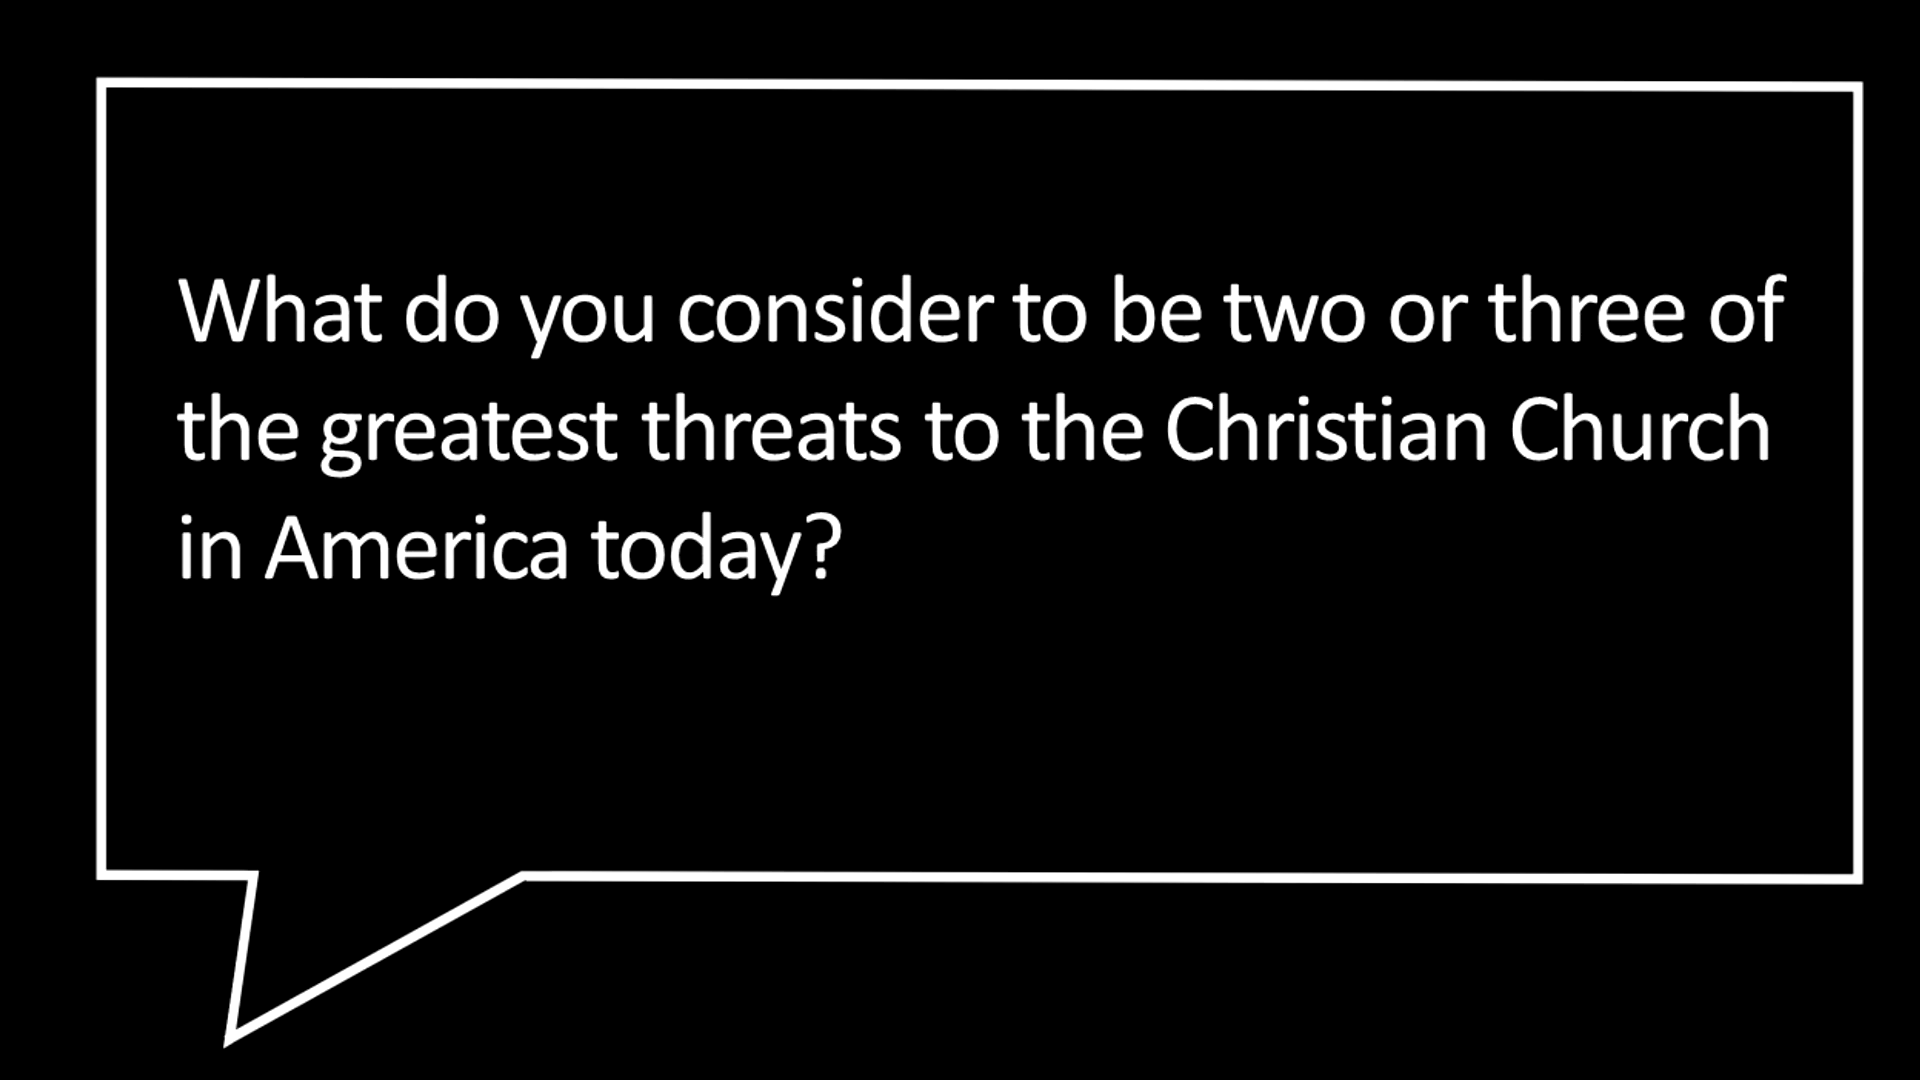 What do you consider to be two or three of
the greatest threats to the Christian Church
in America today?